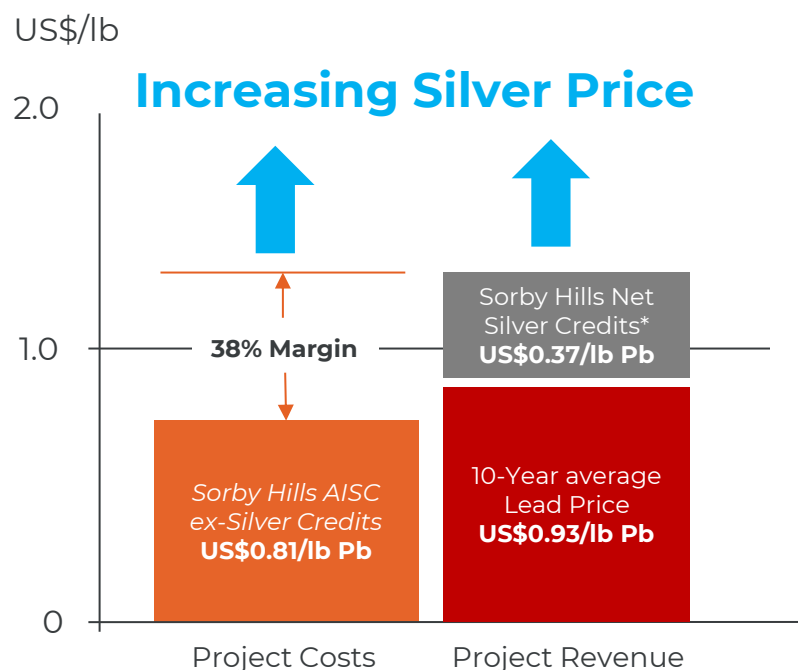 US$/lb
Increasing Silver Price
2.0
Sorby Hills Net
Silver Credits*
US$0.37/lb Pb
1.0
38% Margin
10-Year average
Lead Price
US$0.93/lb Pb
Sorby Hills AISC
ex-Silver Credits
US$0.81/lb Pb
0
Project Costs
Project Revenue